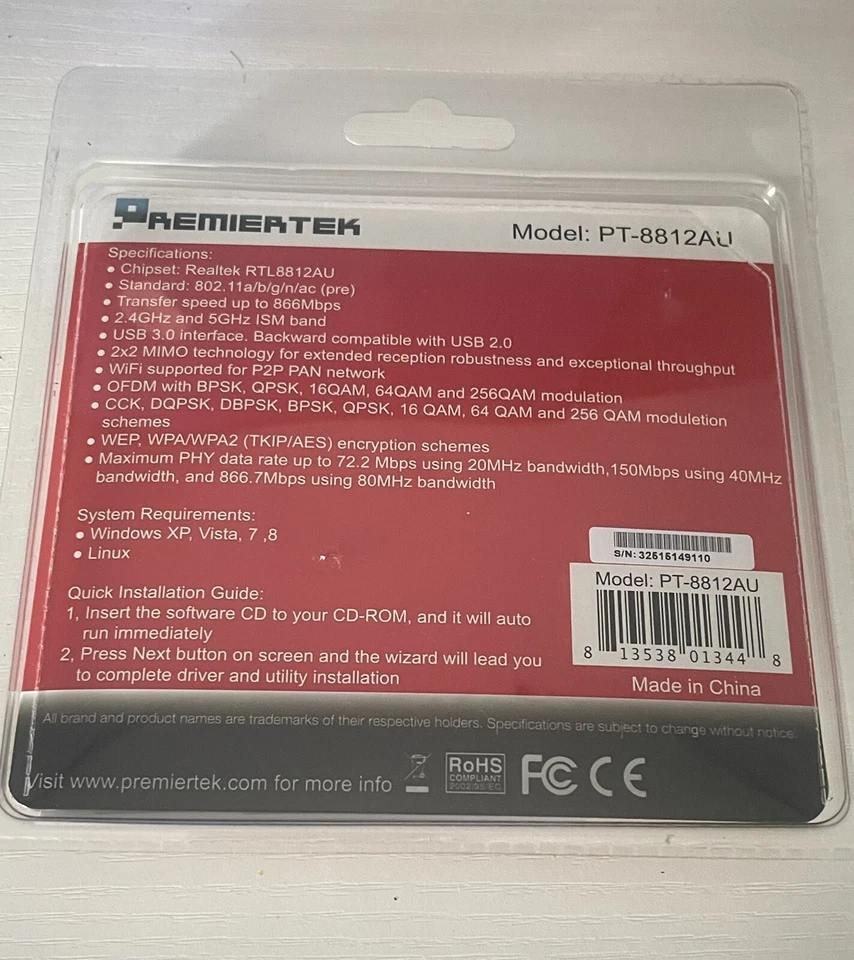 PREMIERTEK
Model: PT-8812AU
Specifications:
• Chipset: Realtek RTL8812AU
• Standard: 802.11a/b/g/n/ac (pre)
• Transfer speed up to 866Mbps
• 2.4GHz and 5GHz ISM band
• USB 3.0 interface. Backward compatible with USB 2.0
• 2x2 MIMO technology for extended reception robustness and exceptional throughput
• WiFi supported for P2P PAN network
• OFDM with BPSK, QPSK, 16QAM, 64QAM and 256QAM modulation
• CCK, DQPSK, DBPSK, BPSK, QPSK, 16 QAM, 64 QAM and 256 QAM moduletion
schemes
• WEP, WPA/WPA2 (TKIP/AES) encryption schemes
• Maximum PHY data rate up to 72.2 Mbps using 20MHz bandwidth,150Mbps using 40MHz
bandwidth, and 866.7Mbps using 80MHz bandwidth
System Requirements:
• Windows XP, Vista, 7 ,8
• Linux
S/N: 32515149110
Model: PT-8812AU
8 13538 01344 8
Made in China
Quick Installation Guide:
1, Insert the software CD to your CD-ROM, and it will auto
run immediately
2, Press Next button on screen and the wizard will lead you
to complete driver and utility installation
All brand and product names are trademarks of their respective holders. Specifications are subject to change without notice.
Visit www.premiertek.com for more info
RoHS
COMPLIANT
2002/95/EC
FC CE